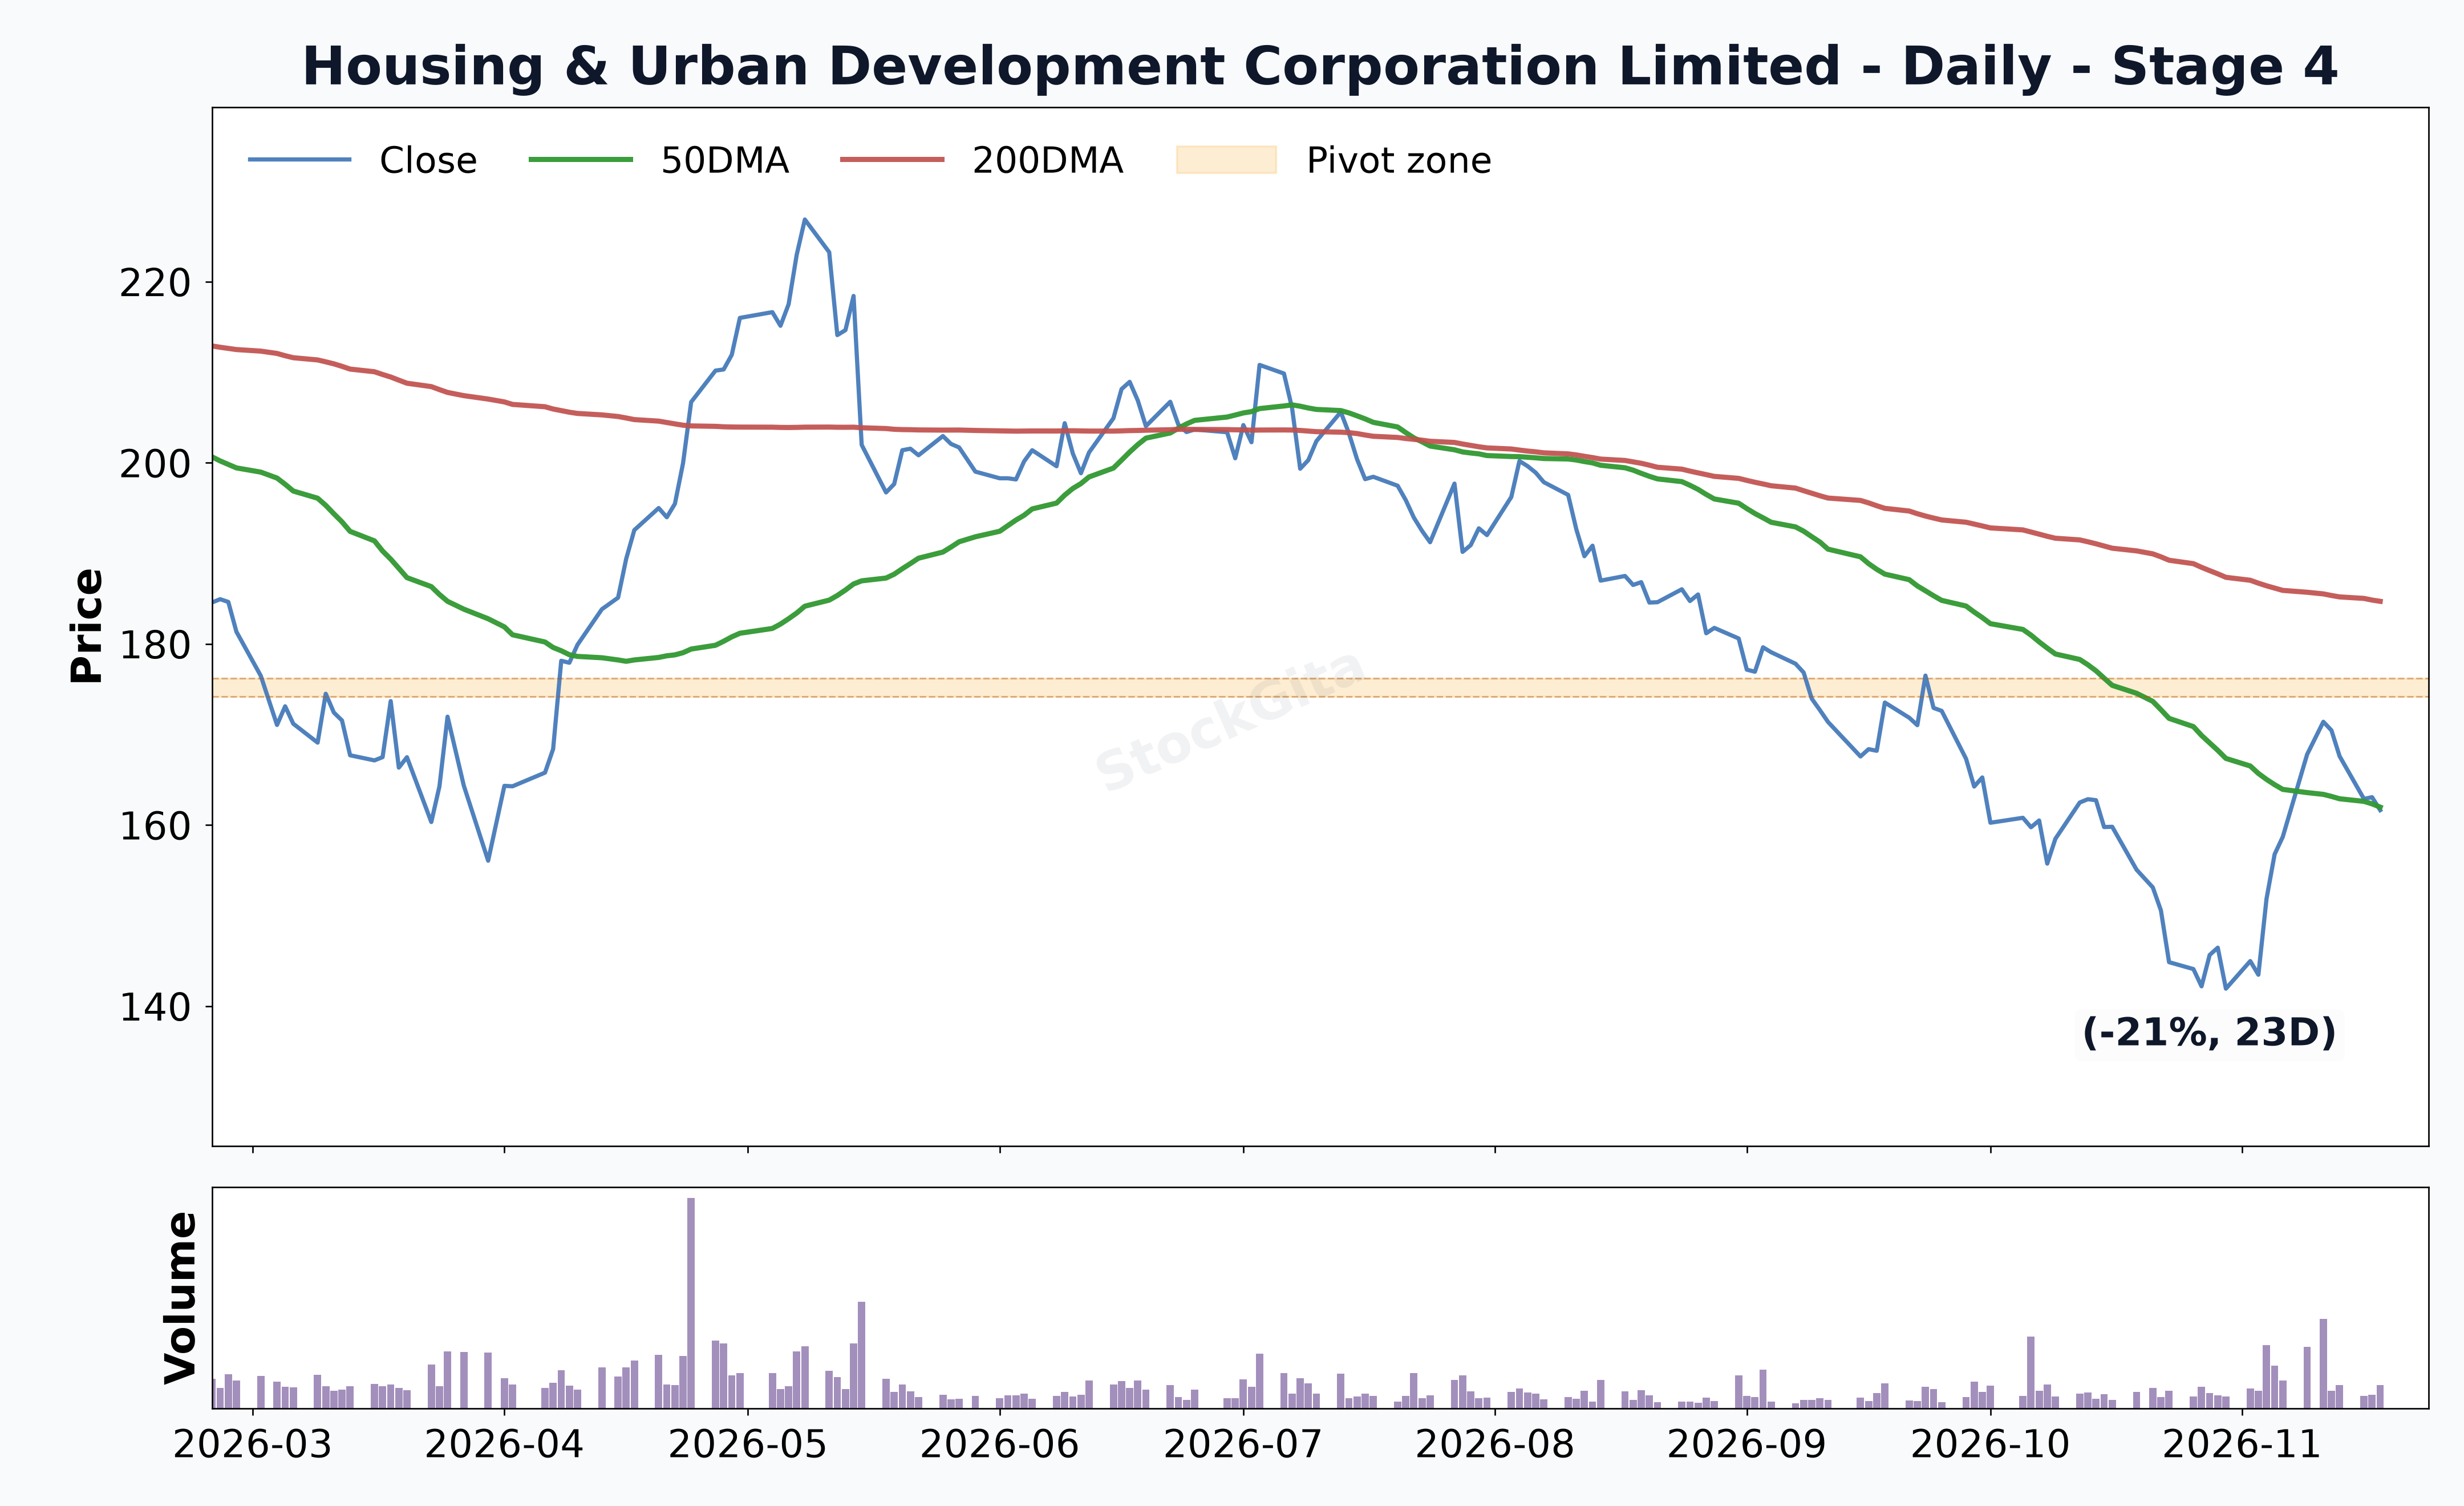 Housing & Urban Development Corporation Limited - Daily - Stage 4
Close 50DMA 200DMA Pivot zone
220
200
180
160
140
Price
StockGita
(-21%, 23D)
Volume
2026-03 2026-04 2026-05 2026-06 2026-07 2026-08 2026-09 2026-10 2026-11